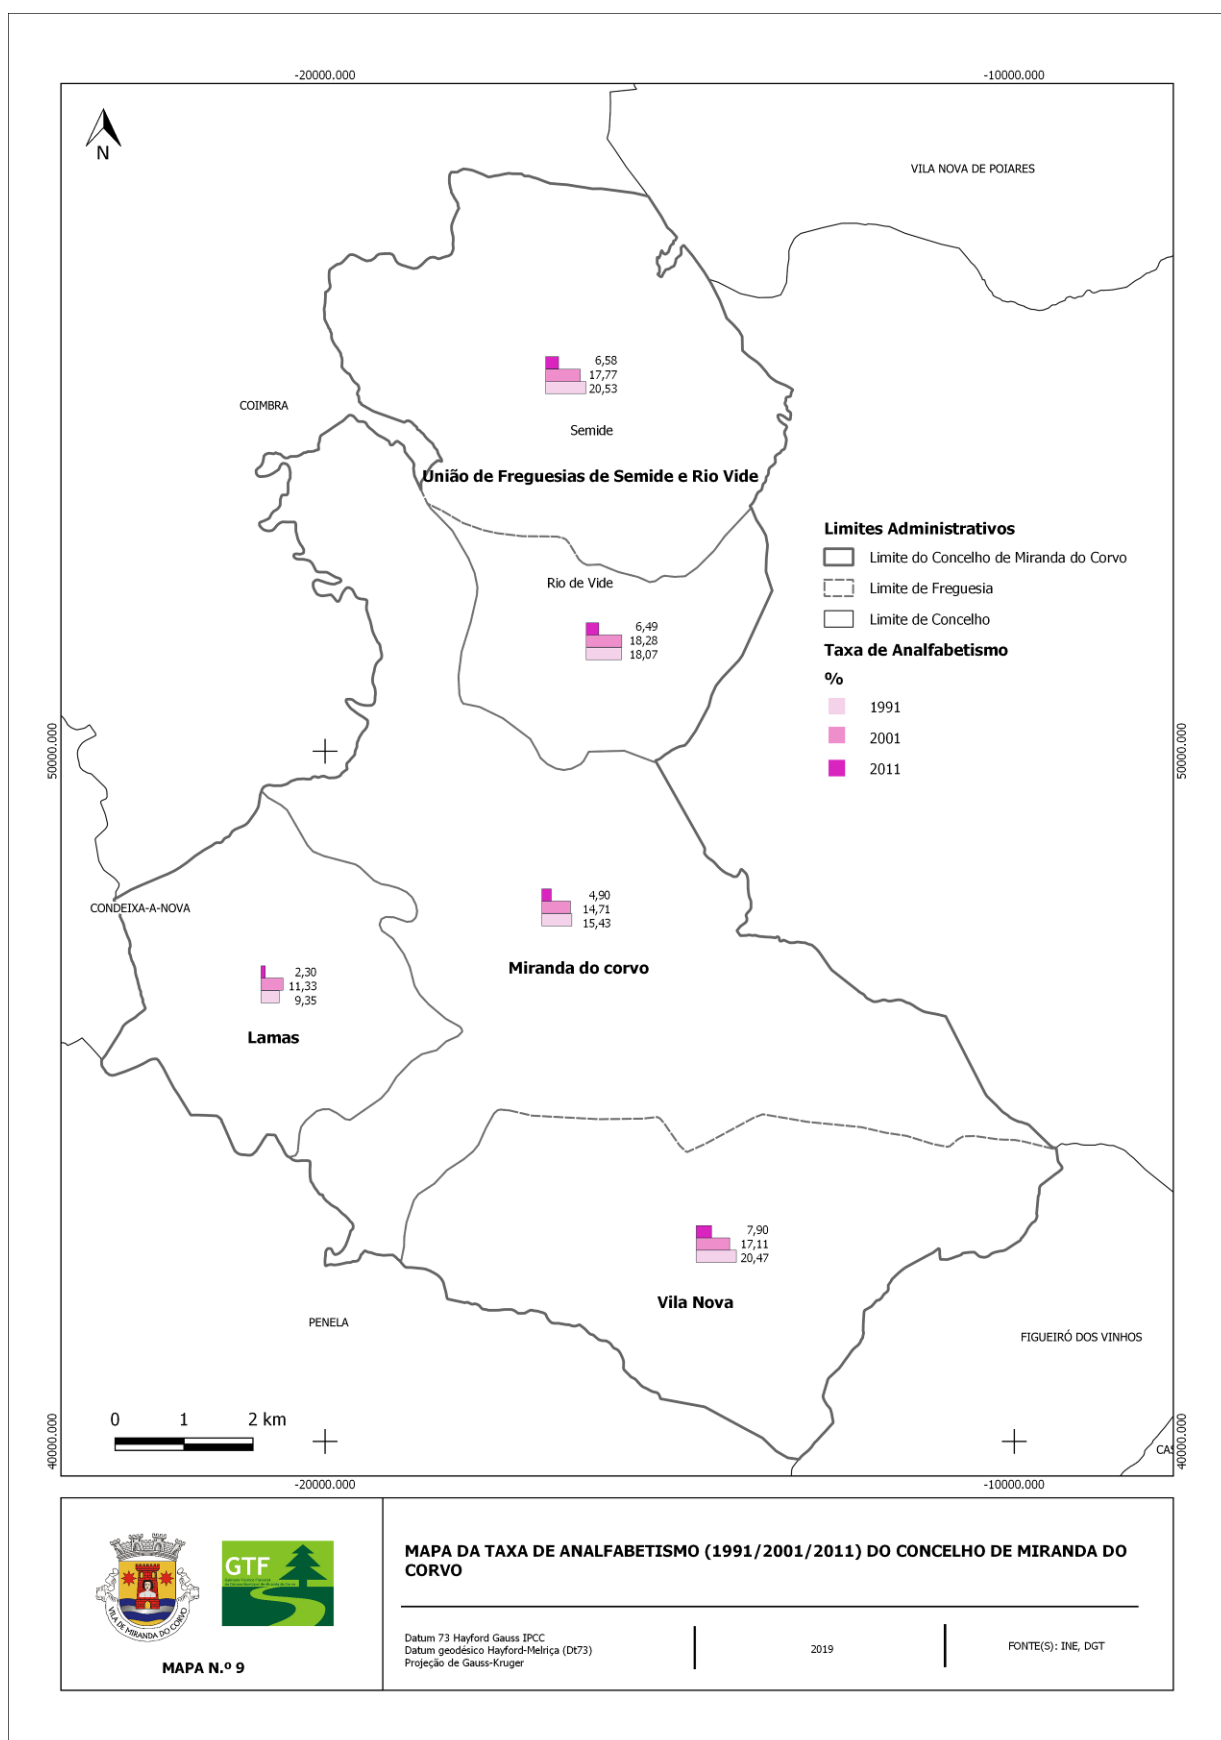 -20000.000
-10000.000
N
VILA NOVA DE POIARES
6,58
17,77
20,53
COIMBRA
Semide
União de Freguesias de Semide e Rio Vide
Limites Administrativos
Limite do Concelho de Miranda do Corvo
Limite de Freguesia
Limite de Concelho
Rio de Vide
6,49
18,28
18,07
Taxa de Analfabetismo
%
1991
2001
2011
50000.000
50000.000
4,90
14,71
15,43
CONDEIXA-A-NOVA
Miranda do corvo
2,30
11,33
9,35
Lamas
7,90
17,11
20,47
Vila Nova
PENELA
FIGUEIRÓ DOS VINHOS
0 1 2 km
40000.000
40000.000
CAS
-20000.000
-10000.000
GTF
VILA DE MIRANDA DO CORVO
MAPA N.º 9
MAPA DA TAXA DE ANALFABETISMO (1991/2001/2011) DO CONCELHO DE MIRANDA DO
CORVO
Datum 73 Hayford Gauss IPCC
Datum geodésico Hayford-Melriça (Dt73)
Projeção de Gauss-Kruger
2019
FONTE(S): INE, DGT